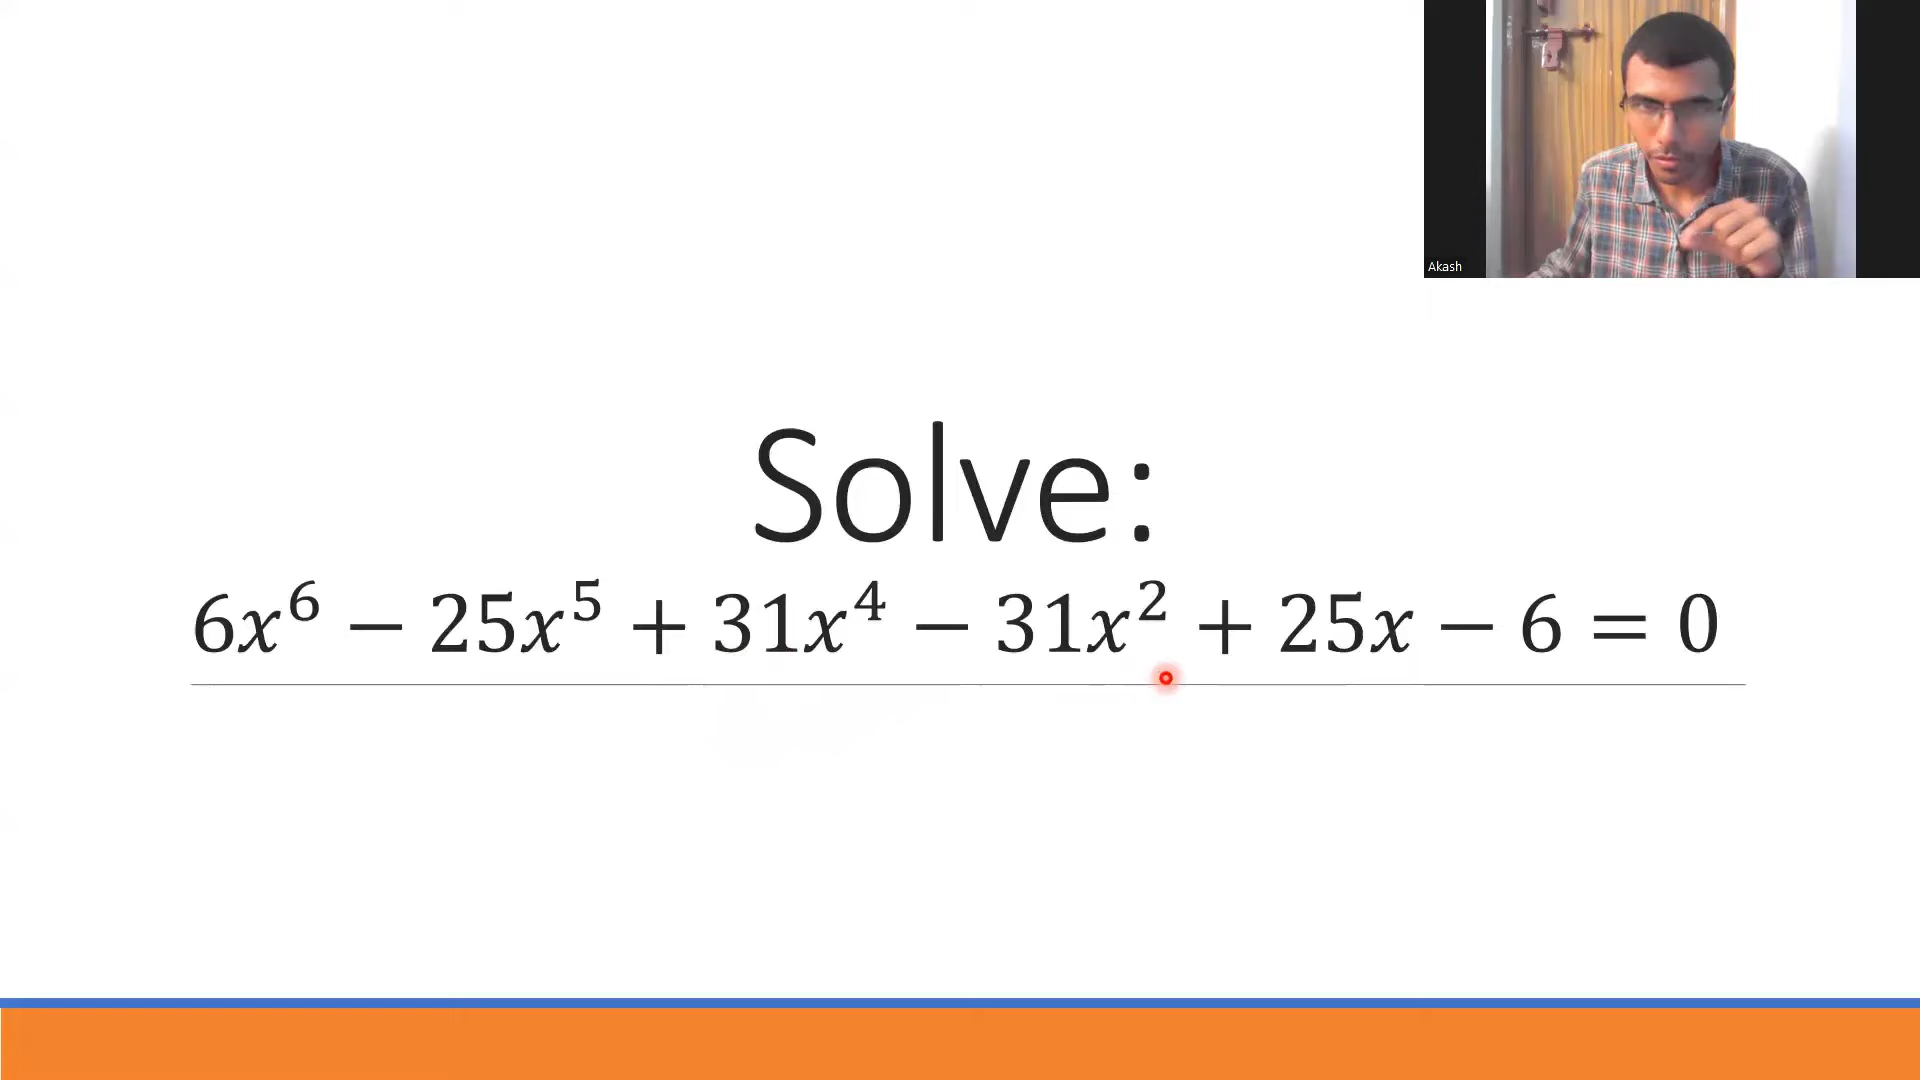 Akash
Solve:
6x⁶ − 25x⁵ + 31x⁴ − 31x² + 25x − 6 = 0